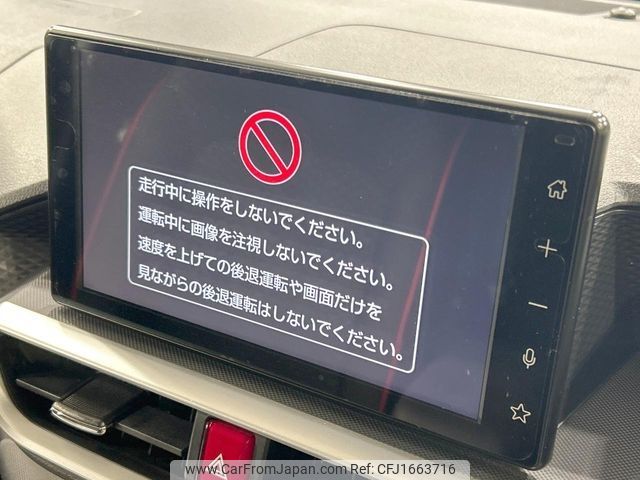 走行中に操作をしないでください。
運転中に画像を注視しないでください。
速度を上げての後退運転や画面だけを
見ながらの後退運転はしないでください。
CarFromJapan.com CFJ1663716